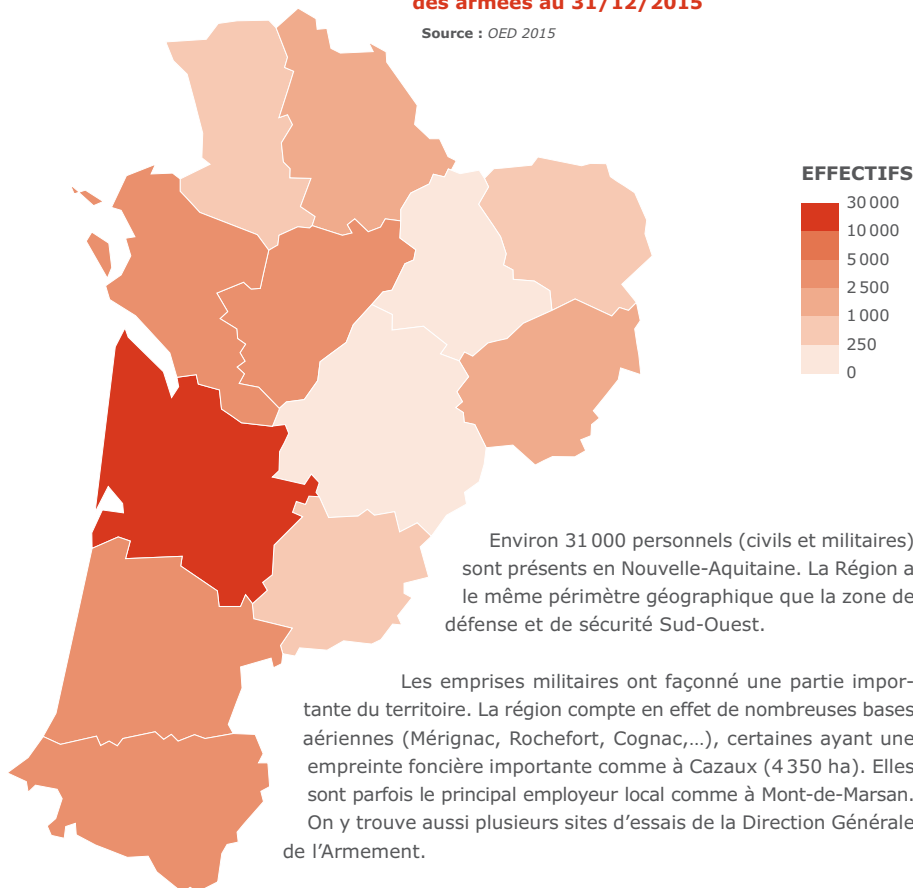 des armées au 31/12/2015
Source : OED 2015
EFFECTIFS
30 000
10 000
5 000
2 500
1 000
250
0
Environ 31 000 personnels (civils et militaires)
sont présents en Nouvelle-Aquitaine. La Région a
le même périmètre géographique que la zone de
défense et de sécurité Sud-Ouest.
Les emprises militaires ont façonné une partie impor-
tante du territoire. La région compte en effet de nombreuses bases
aériennes (Mérignac, Rochefort, Cognac,...), certaines ayant une
empreinte foncière importante comme à Cazaux (4 350 ha). Elles
sont parfois le principal employeur local comme à Mont-de-Marsan.
On y trouve aussi plusieurs sites d'essais de la Direction Générale
de l'Armement.